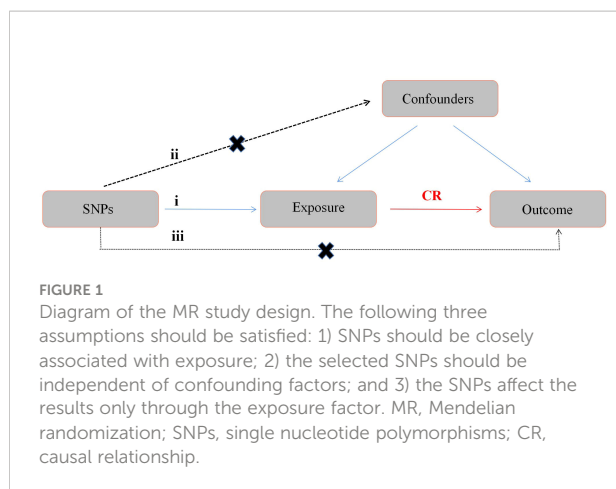 Confounders
ii
i
CR
SNPs
Exposure
Outcome
iii
FIGURE 1
Diagram of the MR study design. The following three
assumptions should be satisfied: 1) SNPs should be closely
associated with exposure; 2) the selected SNPs should be
independent of confounding factors; and 3) the SNPs affect the
results only through the exposure factor. MR, Mendelian
randomization; SNPs, single nucleotide polymorphisms; CR,
causal relationship.